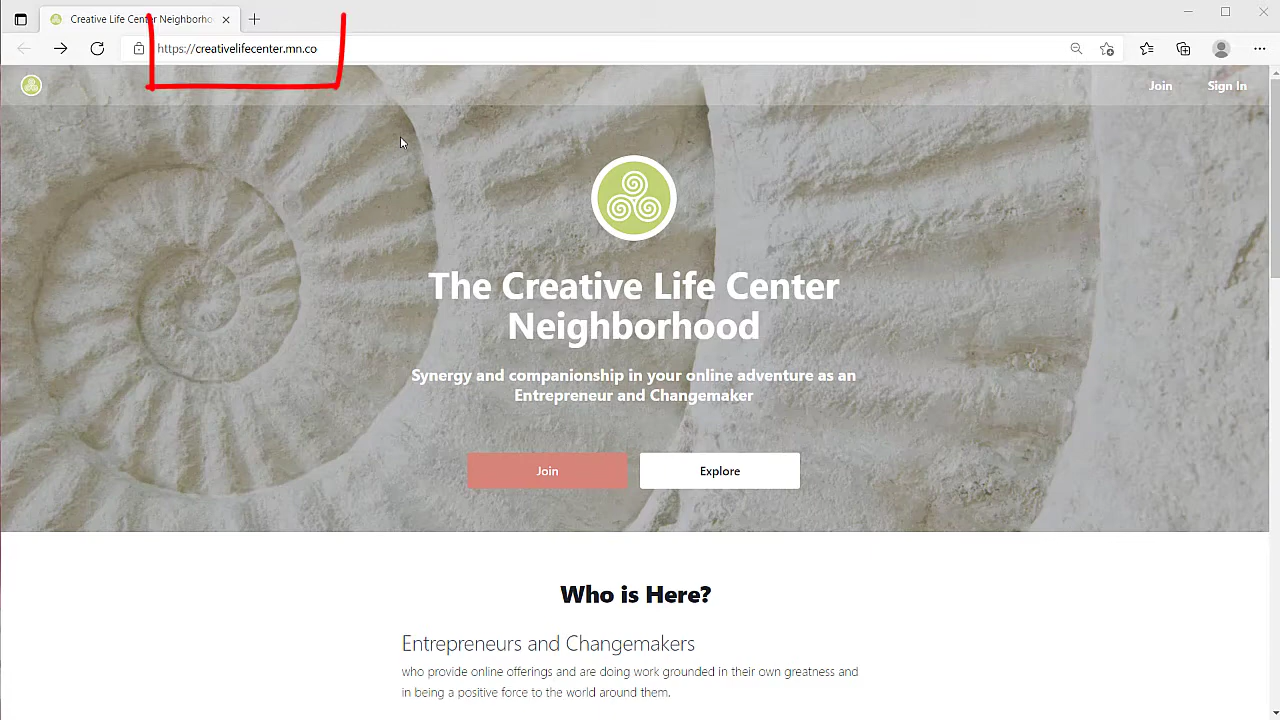 Creative Life Center Neighborho
https://creativelifecenter.mn.co
Join
Sign In
The Creative Life Center
Neighborhood
Synergy and companionship in your online adventure as an
Entrepreneur and Changemaker
Join
Explore
Who is Here?
Entrepreneurs and Changemakers
who provide online offerings and are doing work grounded in their own greatness and
in being a positive force to the world around them.